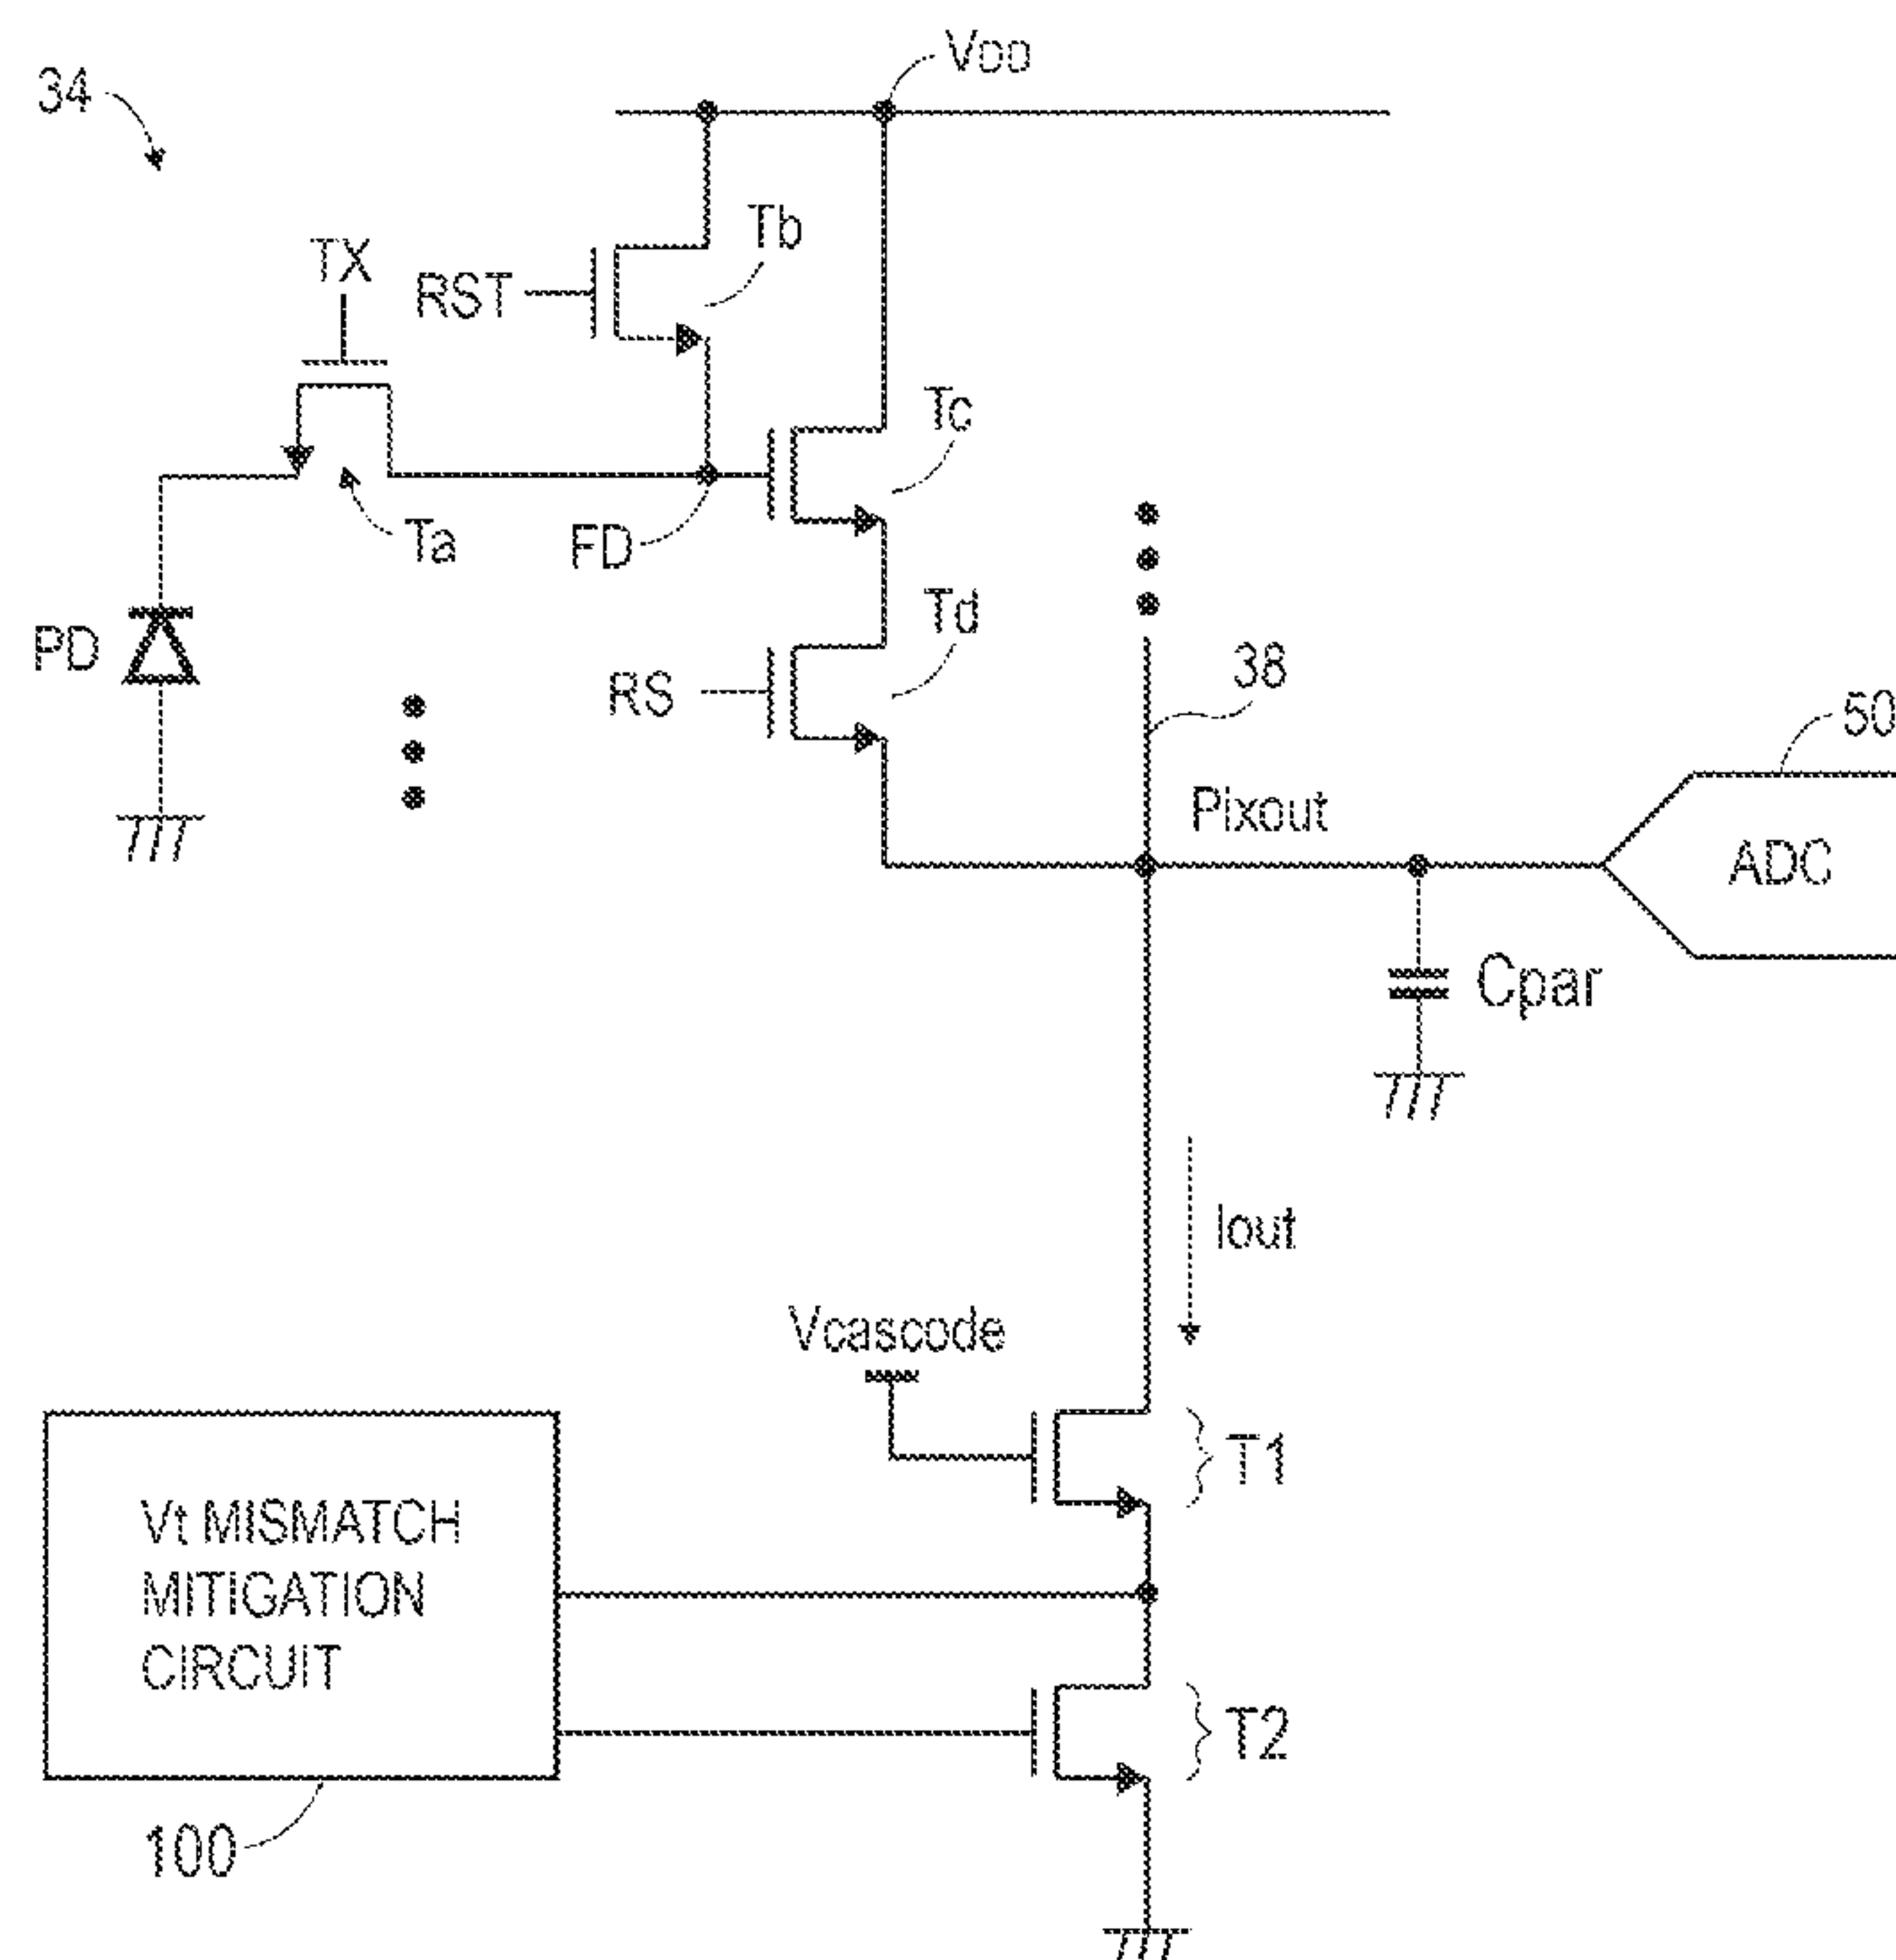 34
VDD
Tb
TX
RST
Tc
Ta
FD
Td
PD
RS
38
50
Pixout
ADC
Cpar
Iout
Vcascode
T1
Vt MISMATCH
MITIGATION
CIRCUIT
T2
100